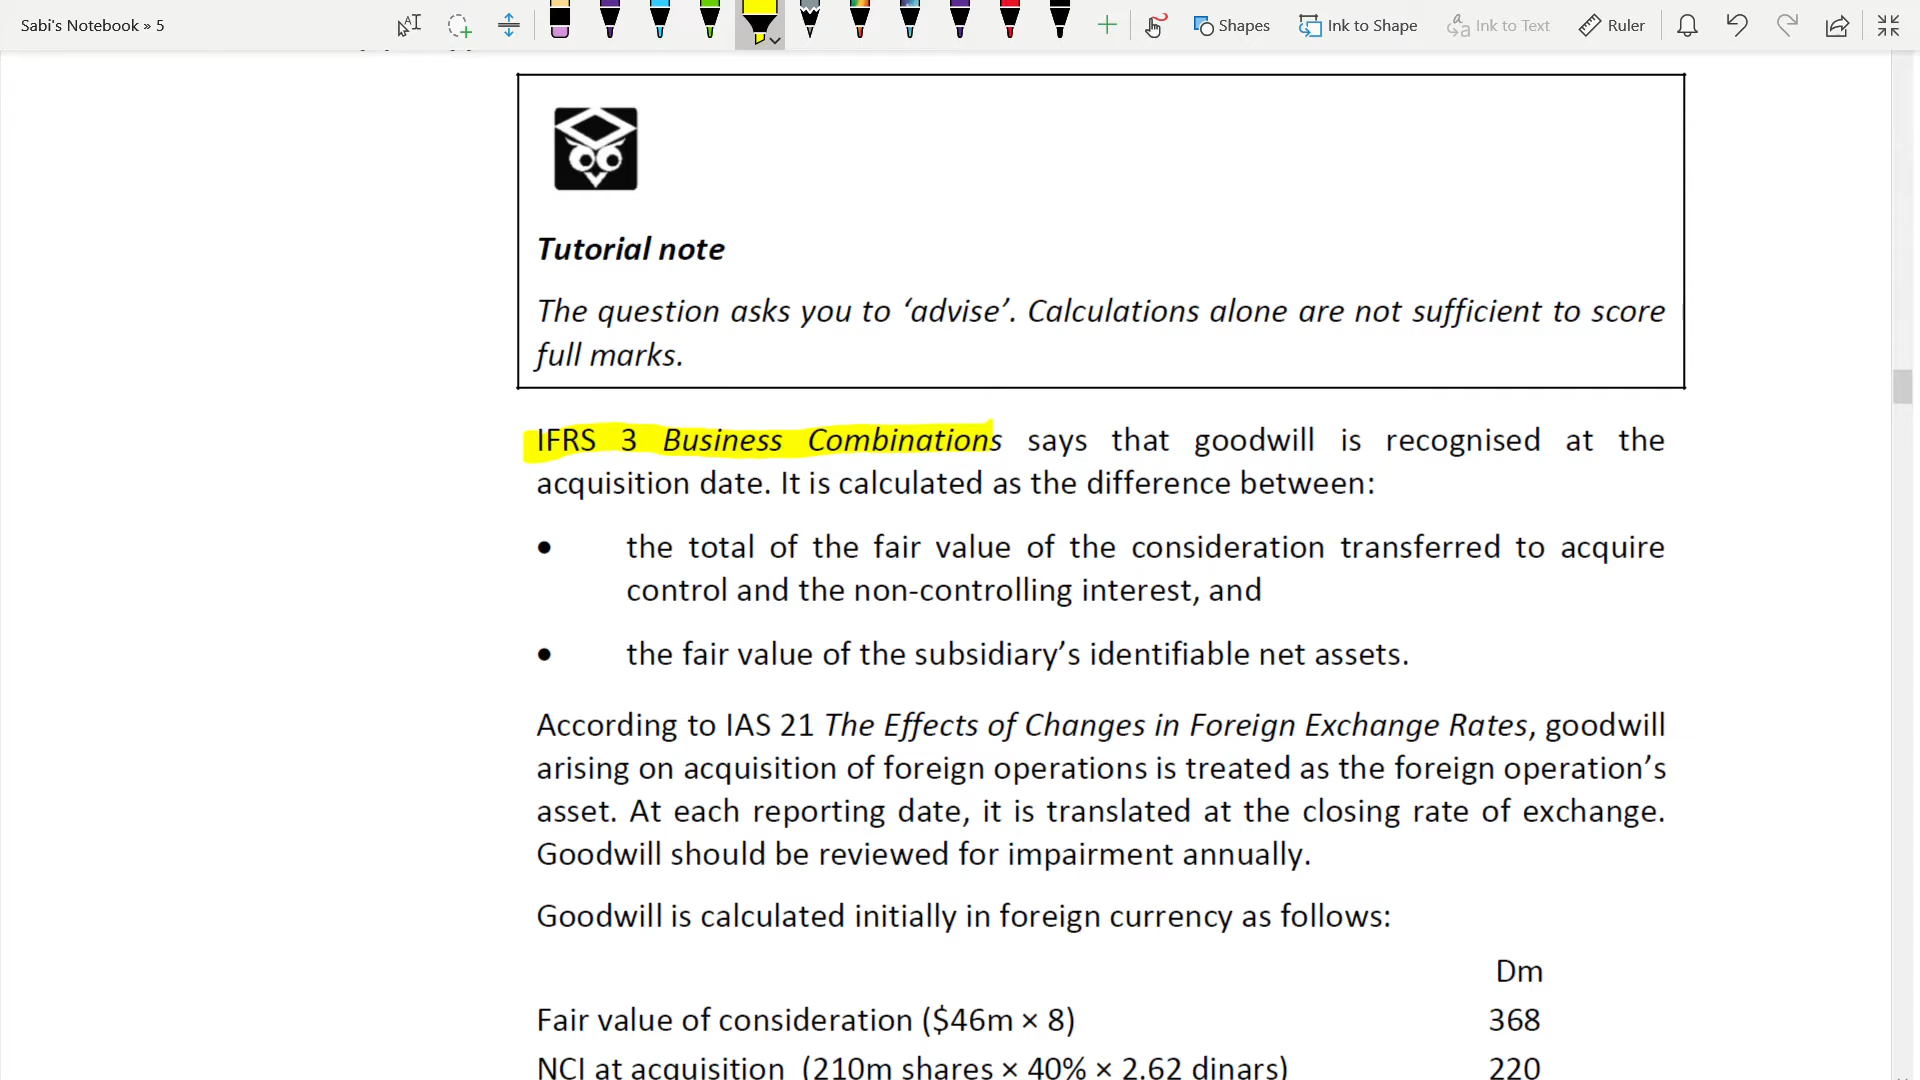 Sabi's Notebook » 5
Shapes
Ink to Shape
Ink to Text
Ruler
Tutorial note
The question asks you to ‘advise’. Calculations alone are not sufficient to score
full marks.
IFRS 3 Business Combinations says that goodwill is recognised at the
acquisition date. It is calculated as the difference between:
• the total of the fair value of the consideration transferred to acquire
control and the non-controlling interest, and
• the fair value of the subsidiary’s identifiable net assets.
According to IAS 21 The Effects of Changes in Foreign Exchange Rates, goodwill
arising on acquisition of foreign operations is treated as the foreign operation’s
asset. At each reporting date, it is translated at the closing rate of exchange.
Goodwill should be reviewed for impairment annually.
Goodwill is calculated initially in foreign currency as follows:
Dm
Fair value of consideration ($46m × 8) 368
NCI at acquisition (210m shares × 40% × 2.62 dinars) 220